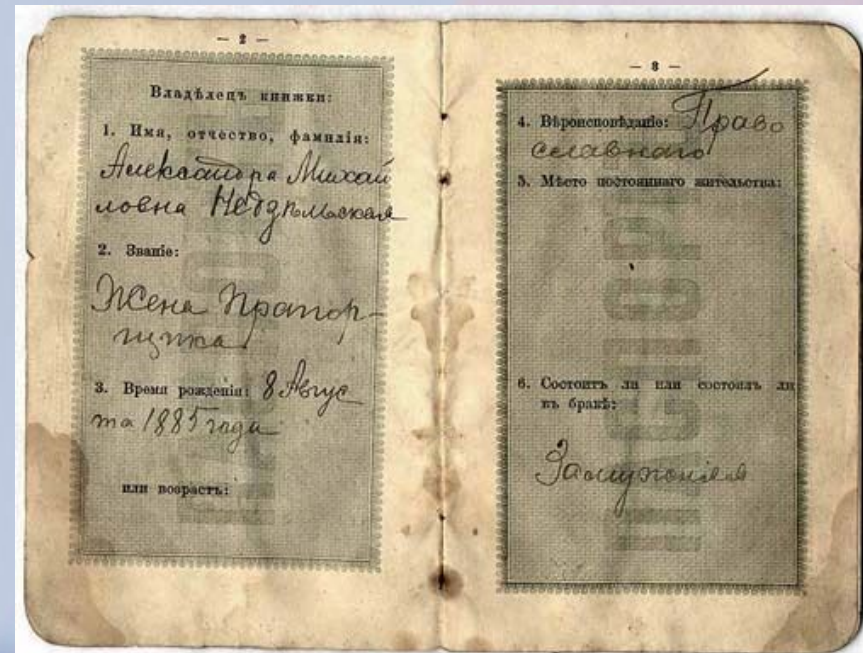 — 2 —
Владѣлецъ книжки:
1. Имя, отчество, фамилія:
Александра Михай
ловна
2. Званіе:
Жена Прапор-
щика
3. Время рожденія: 8 Авгус
та 1885 года
или возрастъ:
— 3 —
4. Вѣроисповѣданіе: Право
славнаго
5. Мѣсто постояннаго жительства:
6. Состоитъ ли или состоялъ ли
въ бракѣ:
Замужняя